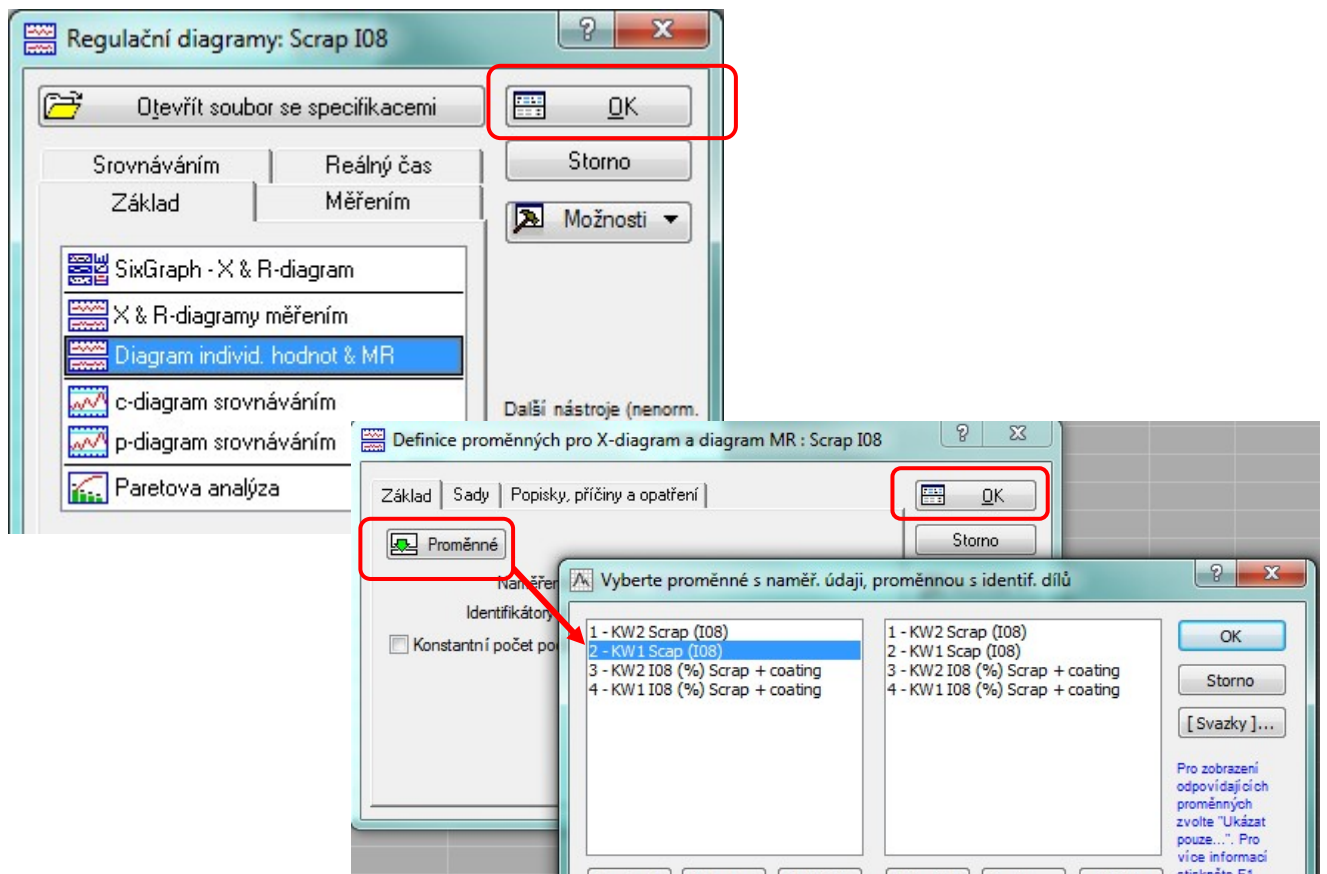 Regulační diagramy: Scrap I08
Otevřít soubor se specifikacemi
OK
Srovnáváním
Reálný čas
Storno
Základ
Měřením
Možnosti
SixGraph - X & R-diagram
X & R-diagramy měřením
Diagram individ. hodnot & MR
c-diagram srovnáváním
Další nástroje (nenorm.
p-diagram srovnáváním
Paretova analýza
Definice proměnných pro X-diagram a diagram MR : Scrap I08
Základ
Sady
Popisky, příčiny a opatření
OK
Proměnné
Storno
Identifikátory
Konstantní počet
Vyberte proměnné s naměř. údaji, proměnnou s identif. dílů
1 - KW2 Scrap (I08)
2 - KW1 Scap (I08)
3 - KW2 I08 (%) Scrap + coating
4 - KW1 I08 (%) Scrap + coating
1 - KW2 Scrap (I08)
2 - KW1 Scap (I08)
3 - KW2 I08 (%) Scrap + coating
4 - KW1 I08 (%) Scrap + coating
OK
Storno
[ Svazky ]...
Pro zobrazení
odpovídajících
proměnných
zvolte "Ukázat
pouze...". Pro
více informací